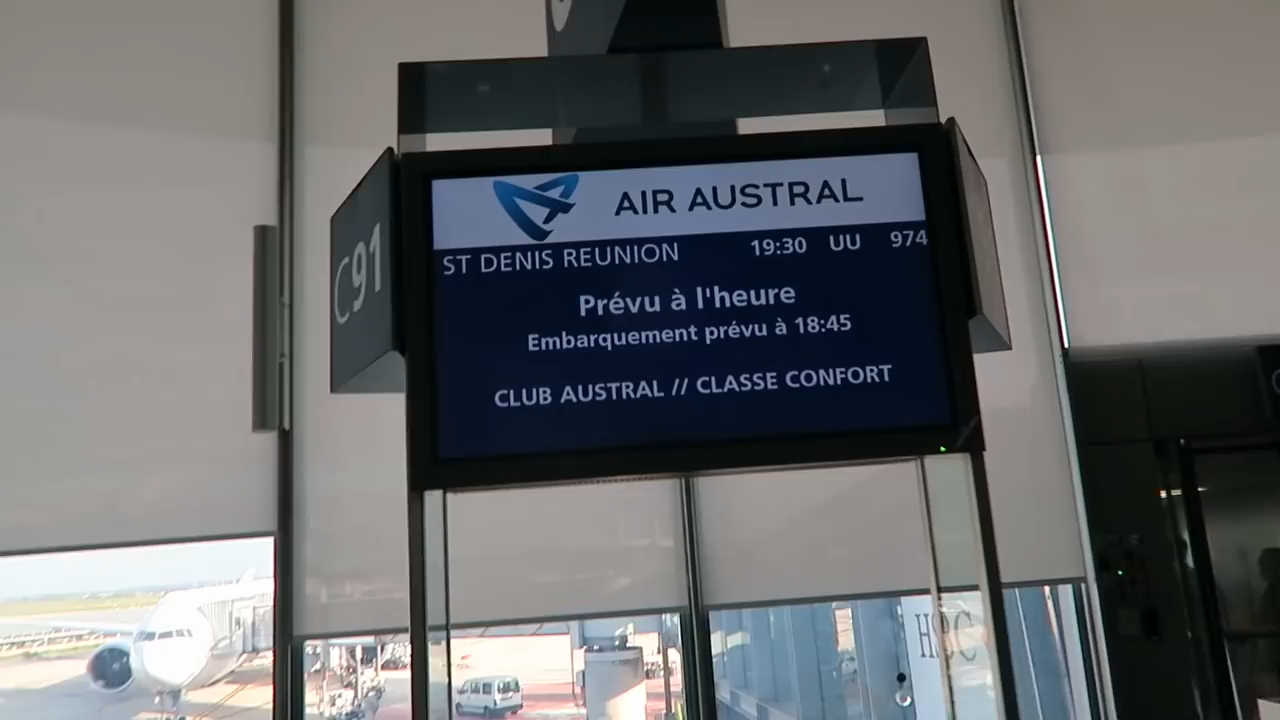 C91
AIR AUSTRAL
ST DENIS REUNION 19:30 UU 974
Prévu à l'heure
Embarquement prévu à 18:45
CLUB AUSTRAL // CLASSE CONFORT
HSBC